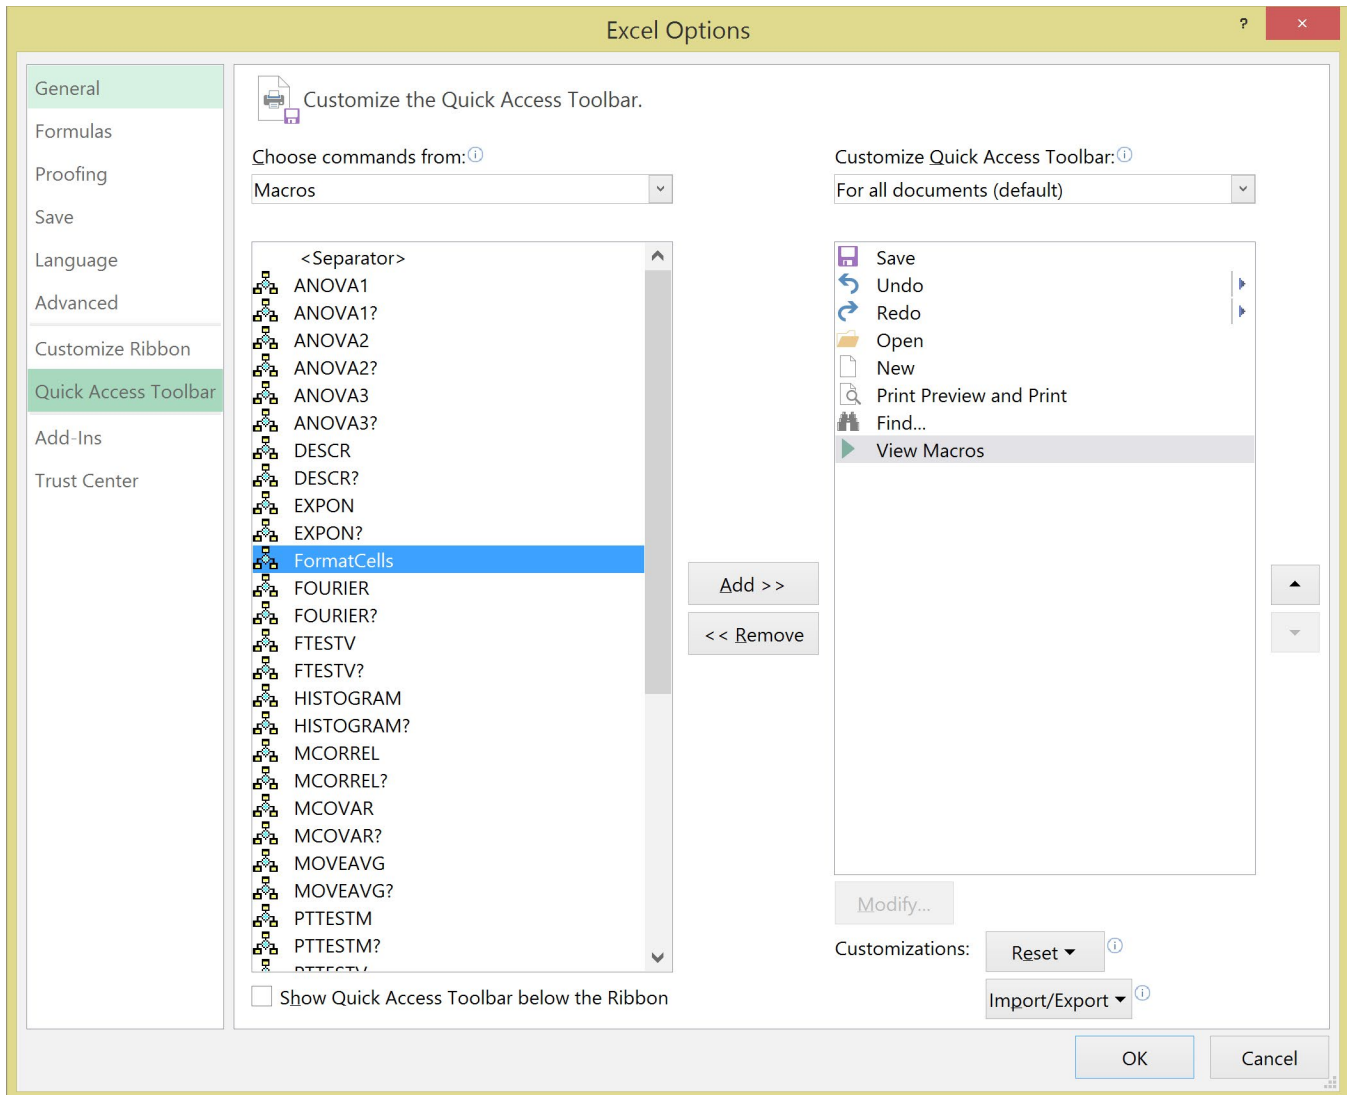 Excel Options
?
General
Formulas
Proofing
Save
Language
Advanced
Customize Ribbon
Quick Access Toolbar
Add-Ins
Trust Center
Customize the Quick Access Toolbar.
Choose commands from:
Macros
<Separator>
ANOVA1
ANOVA1?
ANOVA2
ANOVA2?
ANOVA3
ANOVA3?
DESCR
DESCR?
EXPON
EXPON?
FormatCells
FOURIER
FOURIER?
FTESTV
FTESTV?
HISTOGRAM
HISTOGRAM?
MCORREL
MCORREL?
MCOVAR
MCOVAR?
MOVEAVG
MOVEAVG?
PTTESTM
PTTESTM?
Show Quick Access Toolbar below the Ribbon
Add >>
<< Remove
Customize Quick Access Toolbar:
For all documents (default)
Save
Undo
Redo
Open
New
Print Preview and Print
Find...
View Macros
Modify...
Customizations:
Reset
Import/Export
OK
Cancel